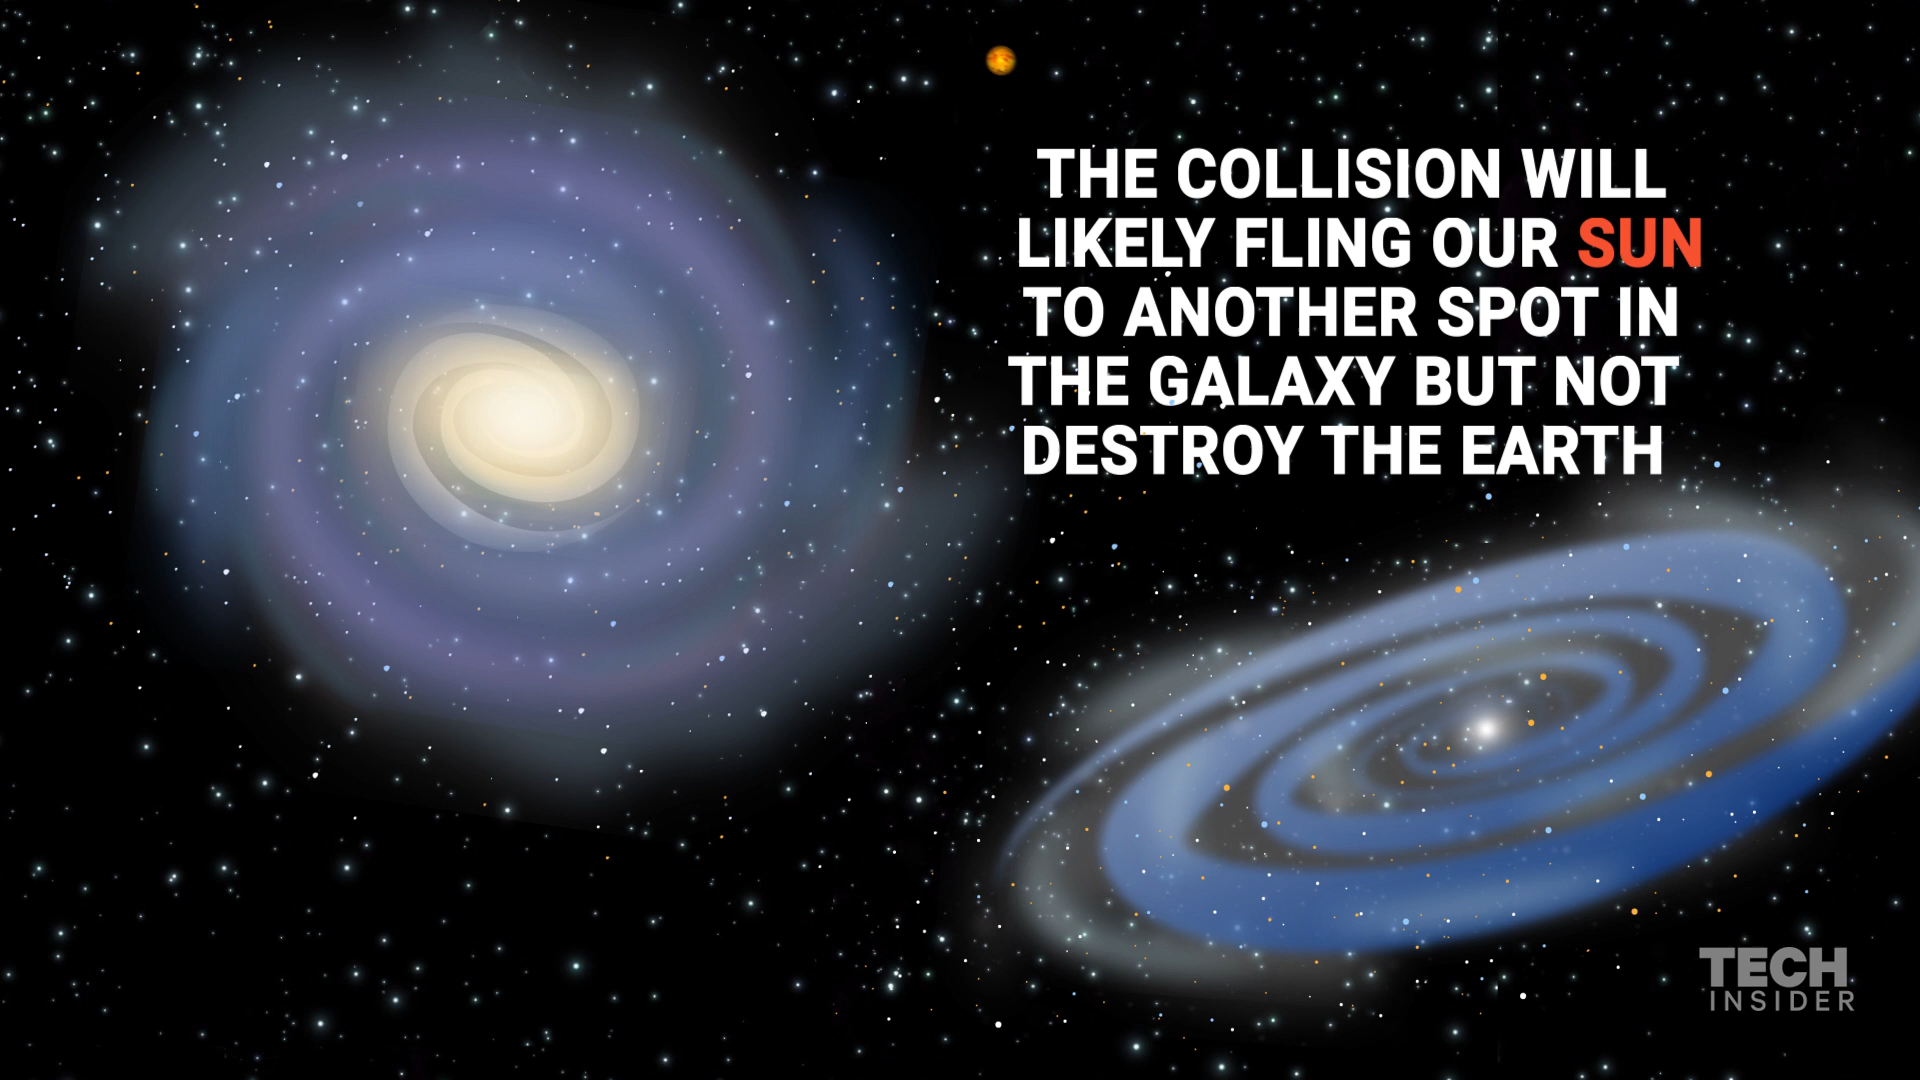 THE COLLISION WILL
LIKELY FLING OUR SUN
TO ANOTHER SPOT IN
THE GALAXY BUT NOT
DESTROY THE EARTH
TECH
INSIDER